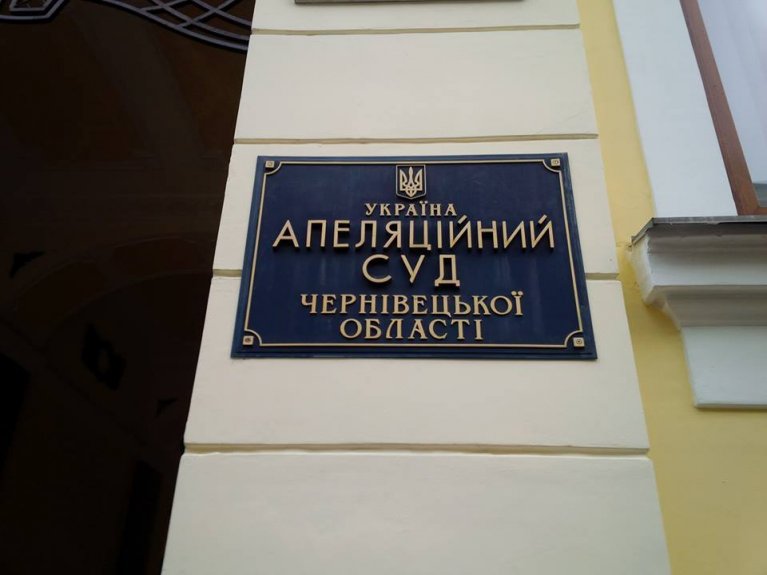 УКРАЇНА
АПЕЛЯЦІЙНИЙ
СУД
ЧЕРНІВЕЦЬКОЇ
ОБЛАСТІ